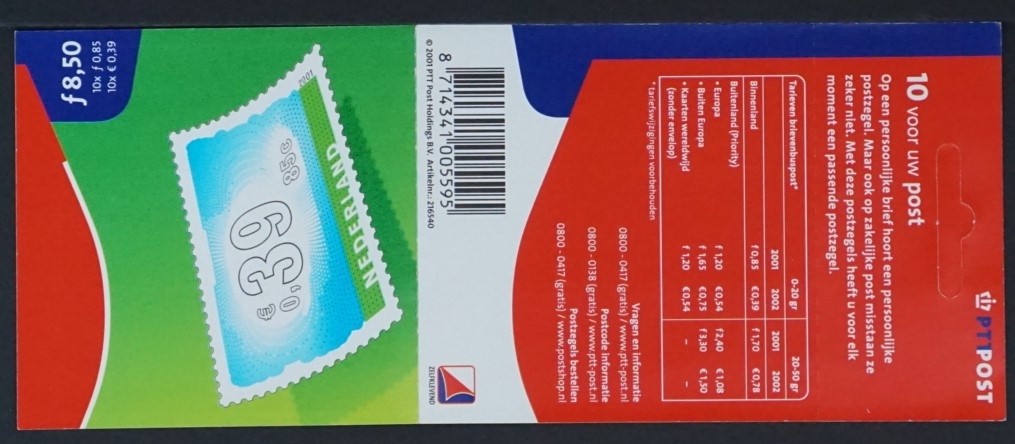 PTT POST
10 voor uw post
Op een persoonlijke brief hoort een persoonlijke
postzegel. Maar ook op zakelijke post misstaan ze
zeker niet. Met deze postzegels heeft u voor elk
moment een passende postzegel.
Tarieven brievenbuspost* 0-20 gr 20-50 gr
2001 2002 2001 2002
Binnenland f 0,85 €0,39 f 1,70 €0,78
Buitenland (Priority)
• Europa f 1,20 €0,54 f 2,40 €1,08
• Buiten Europa f 1,65 €0,75 f 3,30 €1,50
• Kaarten wereldwijd f 1,20 €0,54 - -
(zonder envelop)
* tariefswijzigingen voorbehouden
Vragen en informatie
0800 - 0417 (gratis) / www.ptt-post.nl
Postcode informatie
0800 - 0138 (gratis) / www.ptt-post.nl
Postzegels bestellen
0800 - 0417 (gratis) / www.postshop.nl
8 714341 005595
© 2001 PTT Post Holdings B.V. Artikelnr.: 216540
ZELFKLEVEND
f 8,50
10x f 0,85
10x € 0,39
2001
NEDERLAND
85c
€
0,39